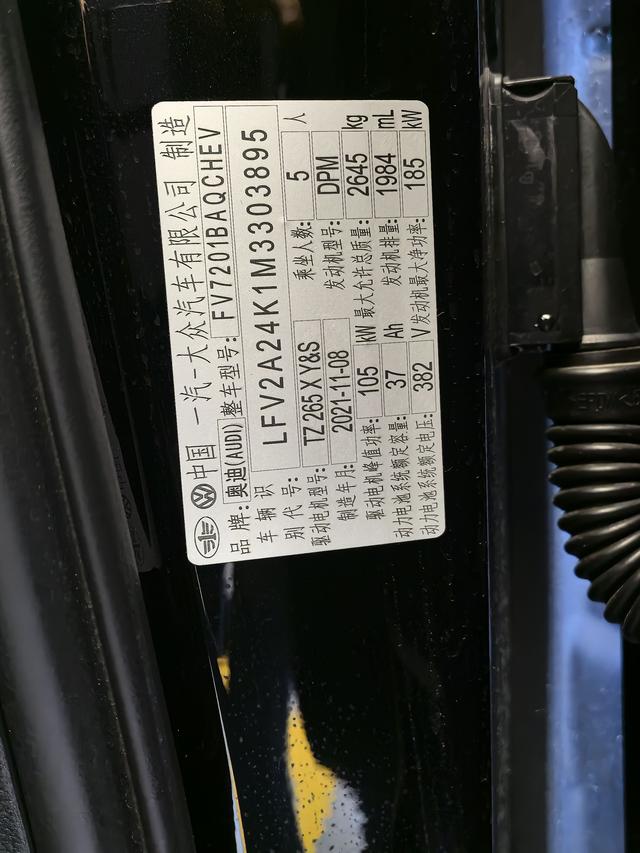 中国 一汽-大众汽车有限公司 制造
品牌:奥迪(AUDI) 整车型号: FV7201BAQCHEV
车辆识别代号: LFV2A24K1M3303895
驱动电机型号: TZ 265 X Y&S 乘坐人数: 5 人
制造年月: 2021-11-08 发动机型号: DPM
驱动电机峰值功率: 105 kW 最大允许总质量: 2645 kg
动力电池系统额定容量: 37 Ah 发动机排量: 1984 mL
动力电池系统额定电压: 382 V 发动机最大净功率: 185 kW